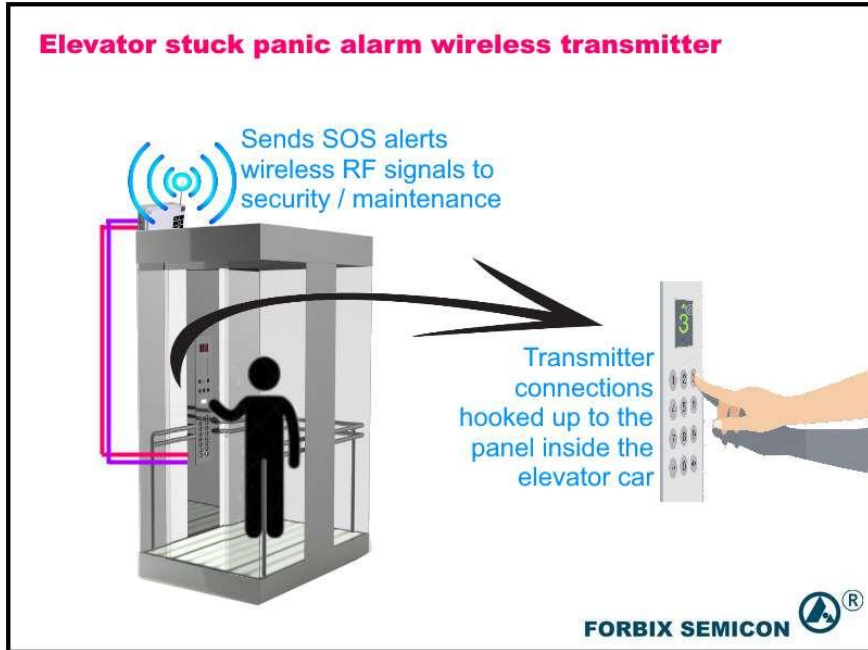 Elevator stuck panic alarm wireless transmitter
Sends SOS alerts
wireless RF signals to
security / maintenance
3
Transmitter
connections
hooked up to the
panel inside the
elevator car
FORBIX SEMICON ®